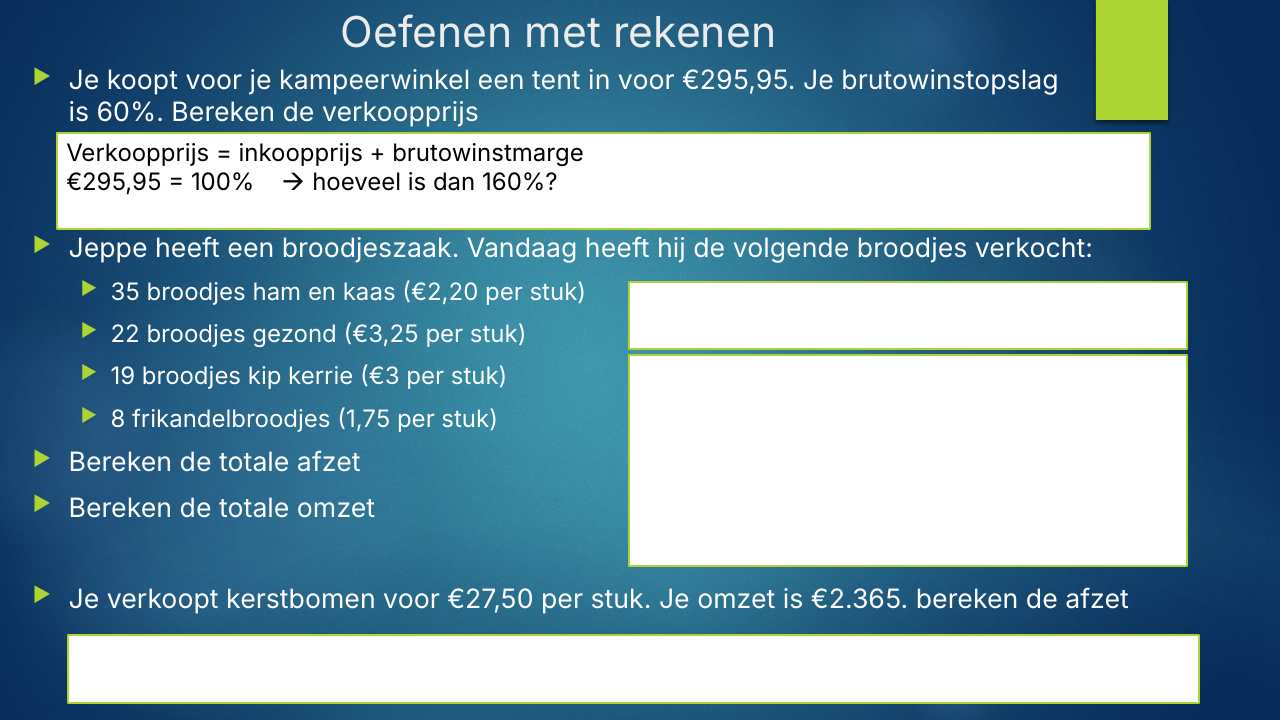 Oefenen met rekenen
Je koopt voor je kampeerwinkel een tent in voor €295,95. Je brutowinstopslag
is 60%. Bereken de verkoopprijs
Verkoopprijs = inkoopprijs + brutowinstmarge
€295,95 = 100% → hoeveel is dan 160%?
Jeppe heeft een broodjeszaak. Vandaag heeft hij de volgende broodjes verkocht:
35 broodjes ham en kaas (€2,20 per stuk)
22 broodjes gezond (€3,25 per stuk)
19 broodjes kip kerrie (€3 per stuk)
8 frikandelbroodjes (1,75 per stuk)
Bereken de totale afzet
Bereken de totale omzet
Je verkoopt kerstbomen voor €27,50 per stuk. Je omzet is €2.365. bereken de afzet